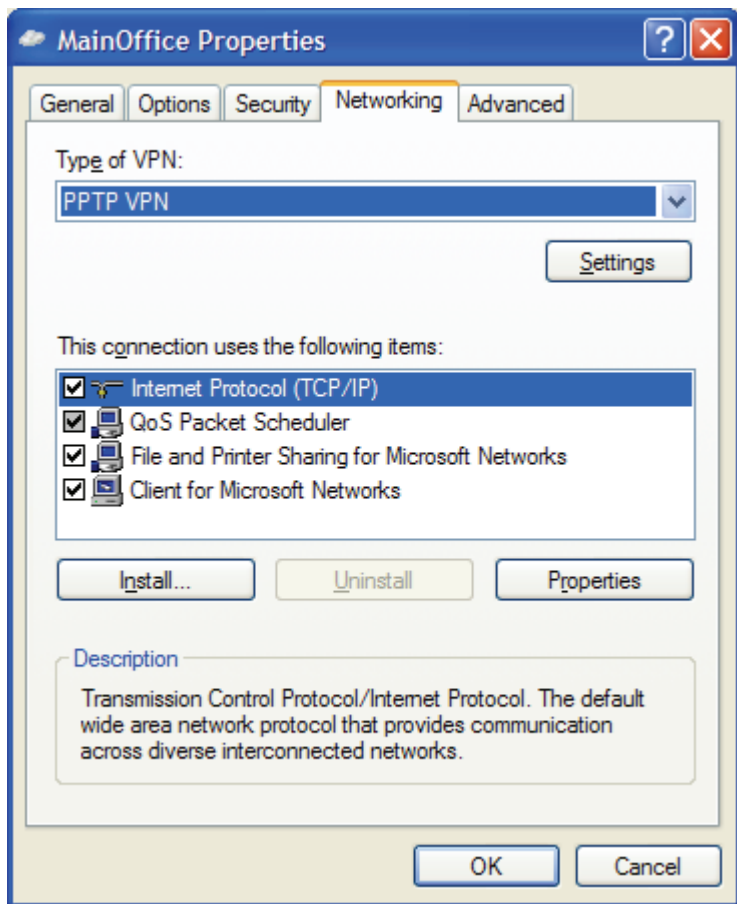 MainOffice Properties
General Options Security Networking Advanced
Type of VPN:
PPTP VPN
Settings
This connection uses the following items:
Internet Protocol (TCP/IP)
QoS Packet Scheduler
File and Printer Sharing for Microsoft Networks
Client for Microsoft Networks
Install... Uninstall Properties
Description
Transmission Control Protocol/Internet Protocol. The default
wide area network protocol that provides communication
across diverse interconnected networks.
OK Cancel